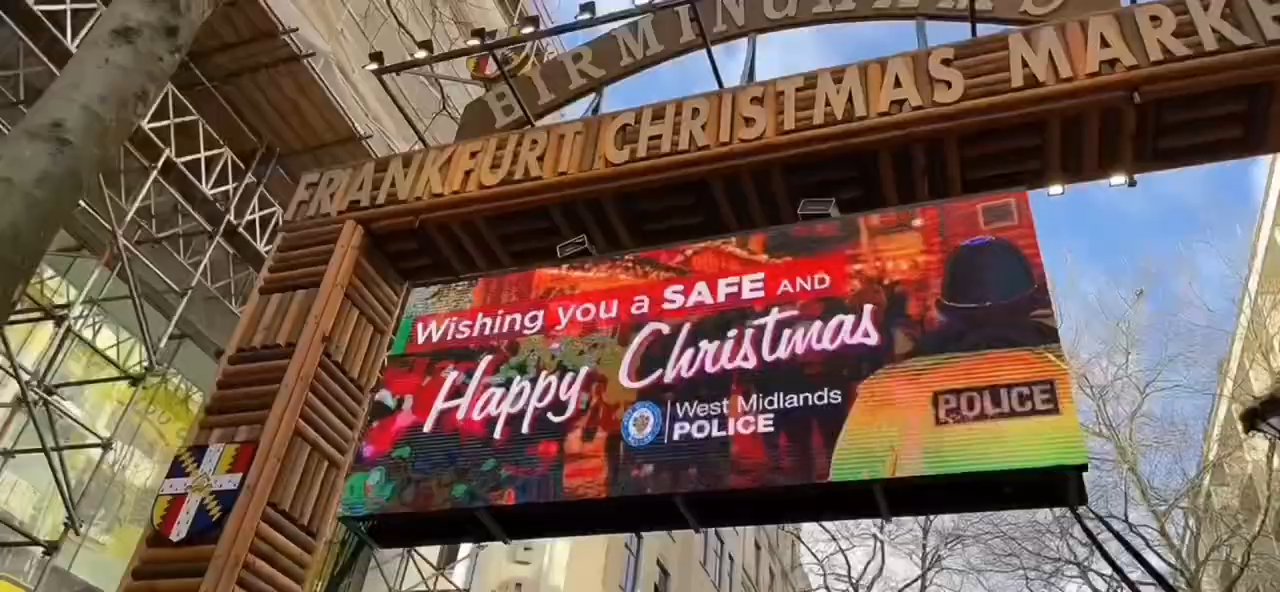 BIRMINGHAM'S
FRANKFURT CHRISTMAS MARKE
Wishing you a SAFE AND
Happy Christmas
West Midlands
POLICE
POLICE